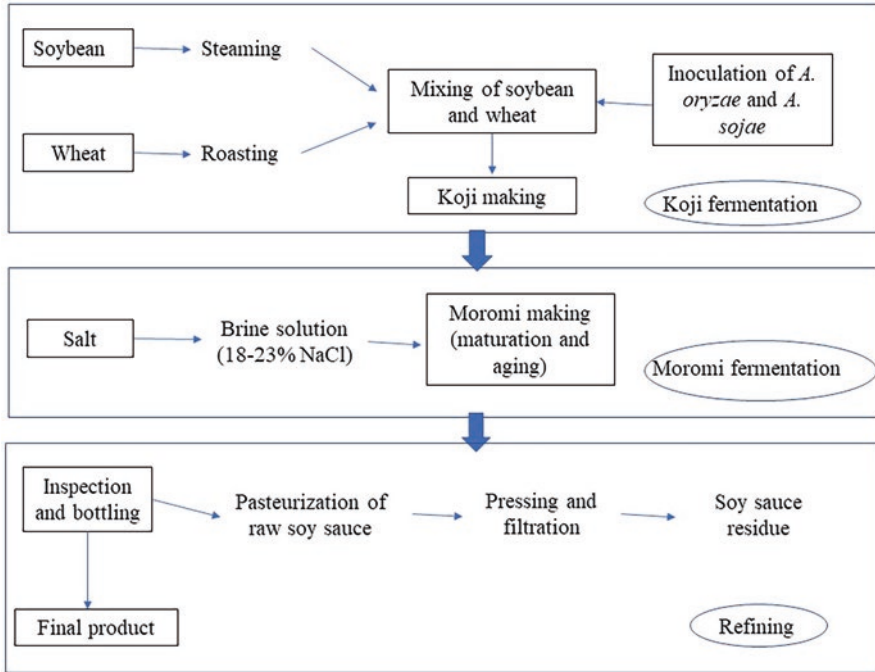 Soybean
Steaming
Mixing of soybean
and wheat
Inoculation of A.
oryzae and A.
sojae
Wheat
Roasting
Koji making
Koji fermentation
Salt
Brine solution
(18-23% NaCl)
Moromi making
(maturation and
aging)
Moromi fermentation
Inspection
and bottling
Pasteurization of
raw soy sauce
Pressing and
filtration
Soy sauce
residue
Final product
Refining